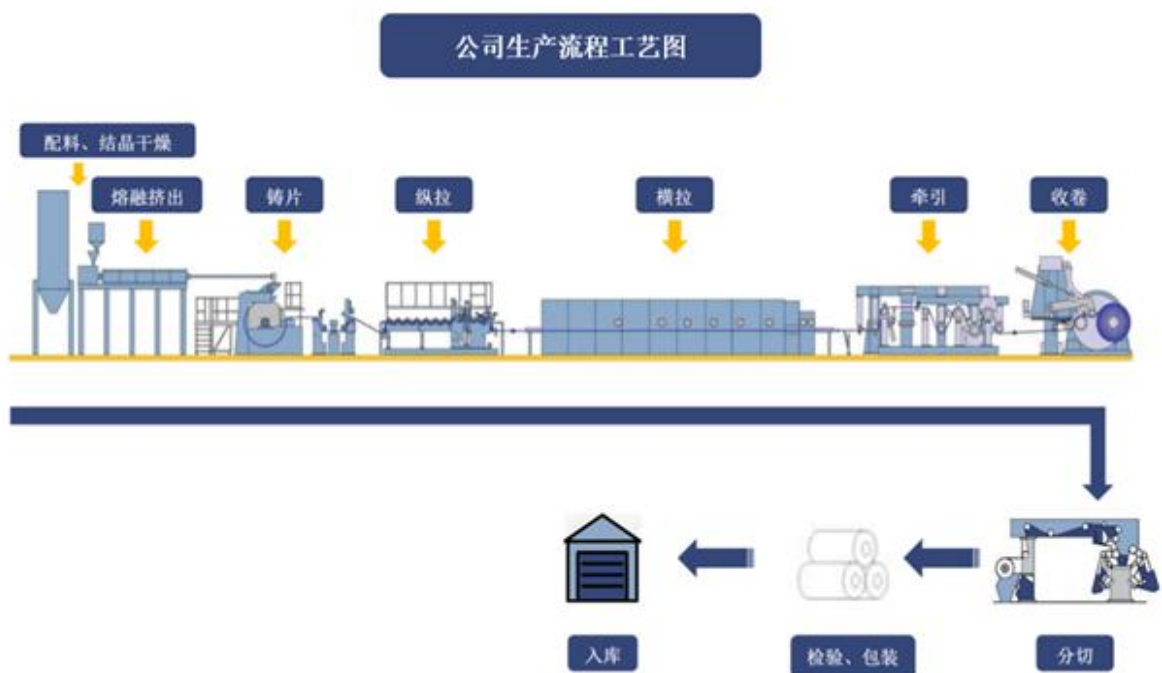 公司生产流程工艺图
配料、结晶干燥
熔融挤出
铸片
纵拉
横拉
牵引
收卷
入库
检验、包装
分切